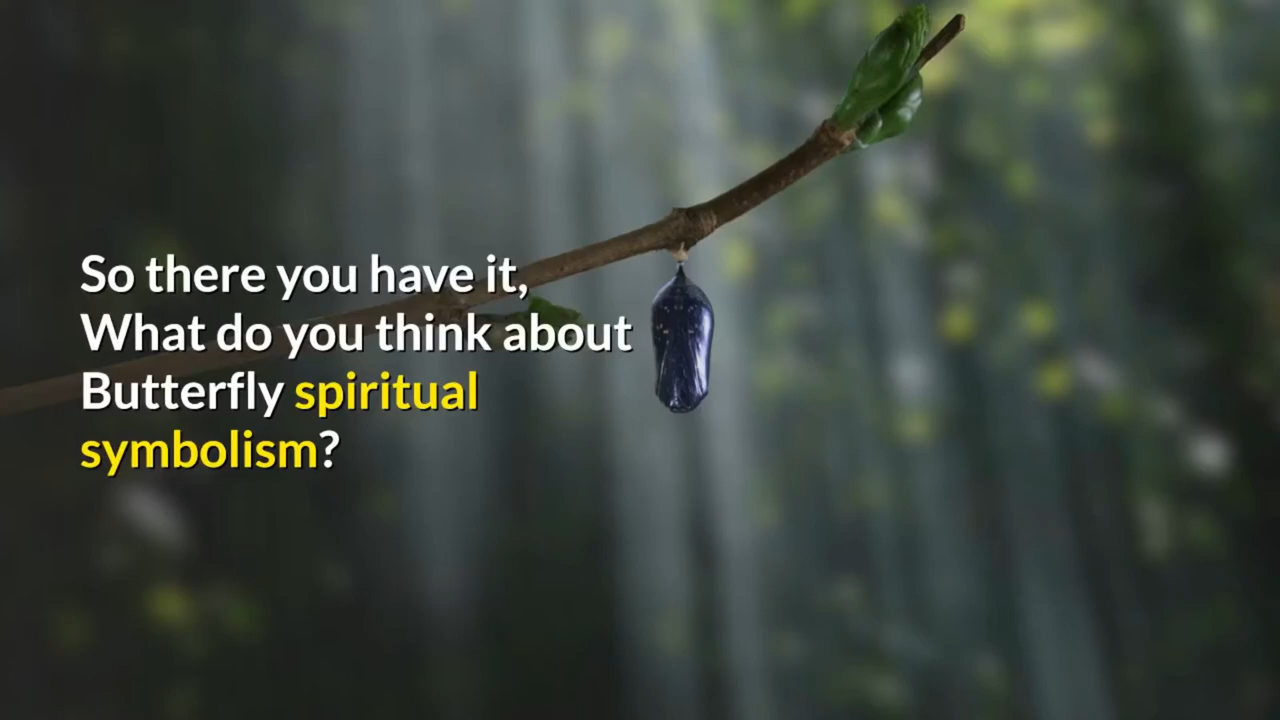 So there you have it,
What do you think about
Butterfly spiritual
symbolism?